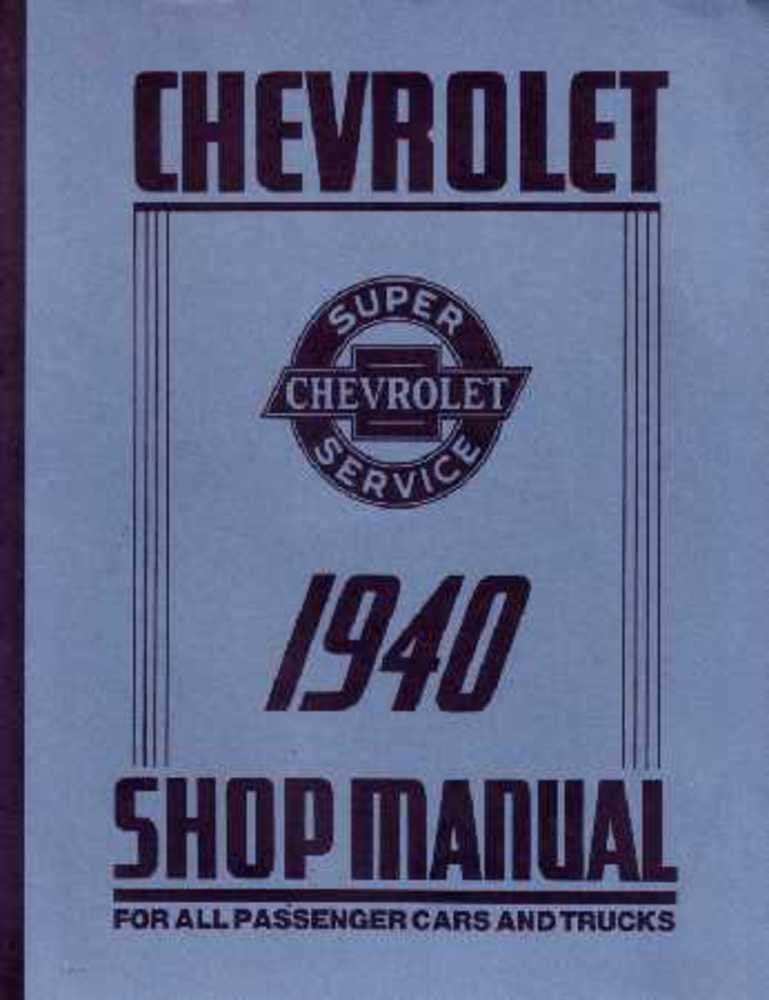 CHEVROLET
SUPER
CHEVROLET
SERVICE
1940
SHOP MANUAL
FOR ALL PASSENGER CARS AND TRUCKS